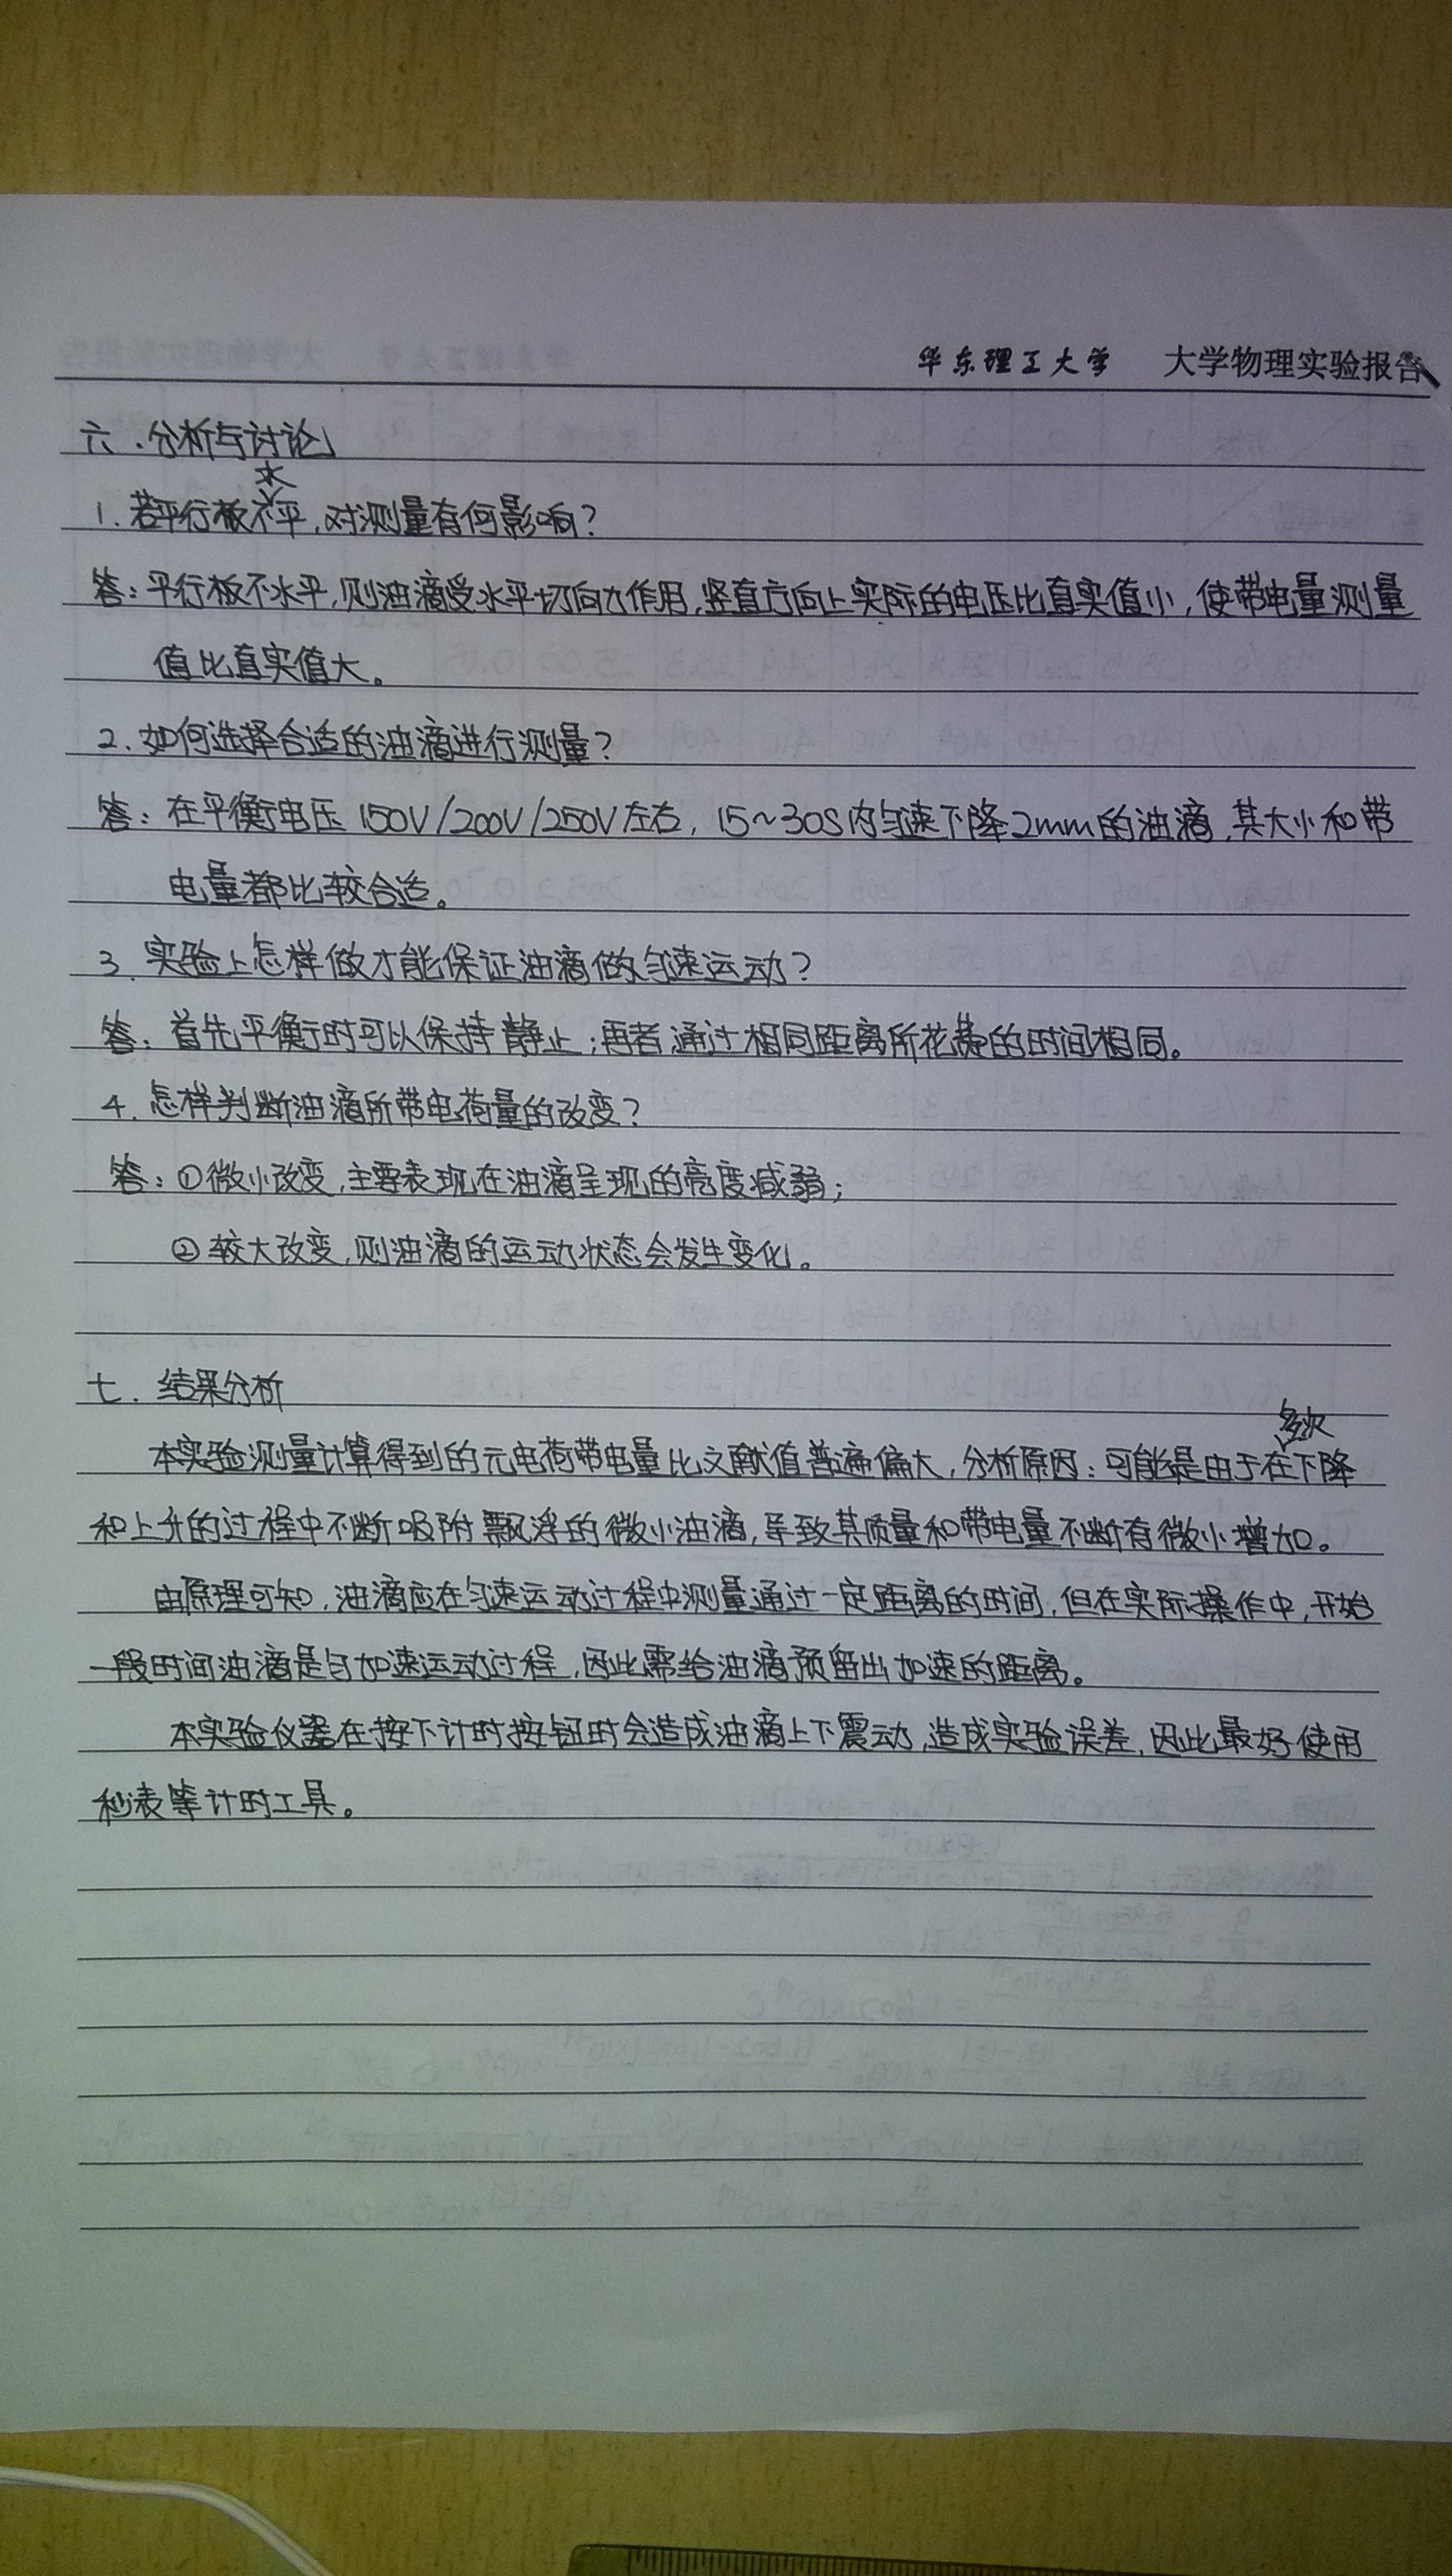 华东理工大学 大学物理实验报告
六、分析与讨论
1. 若平行板不水平，对测量有何影响？
答：平行板不水平，则油滴受水平切向力作用，竖直方向上实际的电压比真实值小，使带电量测量
值比真实值大。
2. 如何选择合适的油滴进行测量？
答：在平衡电压150V/200V/250V左右，15~30S内匀速下降2mm的油滴，其大小和带
电量都比较合适。
3. 实验上怎样做才能保证油滴做匀速运动？
答：首先平衡时可以保持静止；再者，通过相同距离所花费的时间相同。
4. 怎样判断油滴所带电荷量的改变？
答：①微小改变，主要表现在油滴呈现的亮度减弱；
②较大改变，则油滴的运动状态会发生变化。
七. 结果分析
本实验测量计算得到的元电荷带电量比文献值普遍偏大，分析原因：可能是由于在多次下降
和上升的过程中不断吸附飘浮的微小油滴，导致其质量和带电量不断有微小增加。
由原理可知，油滴应在匀速运动过程中测量通过一定距离的时间，但在实际操作中，开始
一段时间油滴是匀加速运动过程，因此需给油滴预留出加速的距离。
本实验仪器在按下计时按钮时会造成油滴上下震动，造成实验误差，因此最好使用
秒表等计时工具。